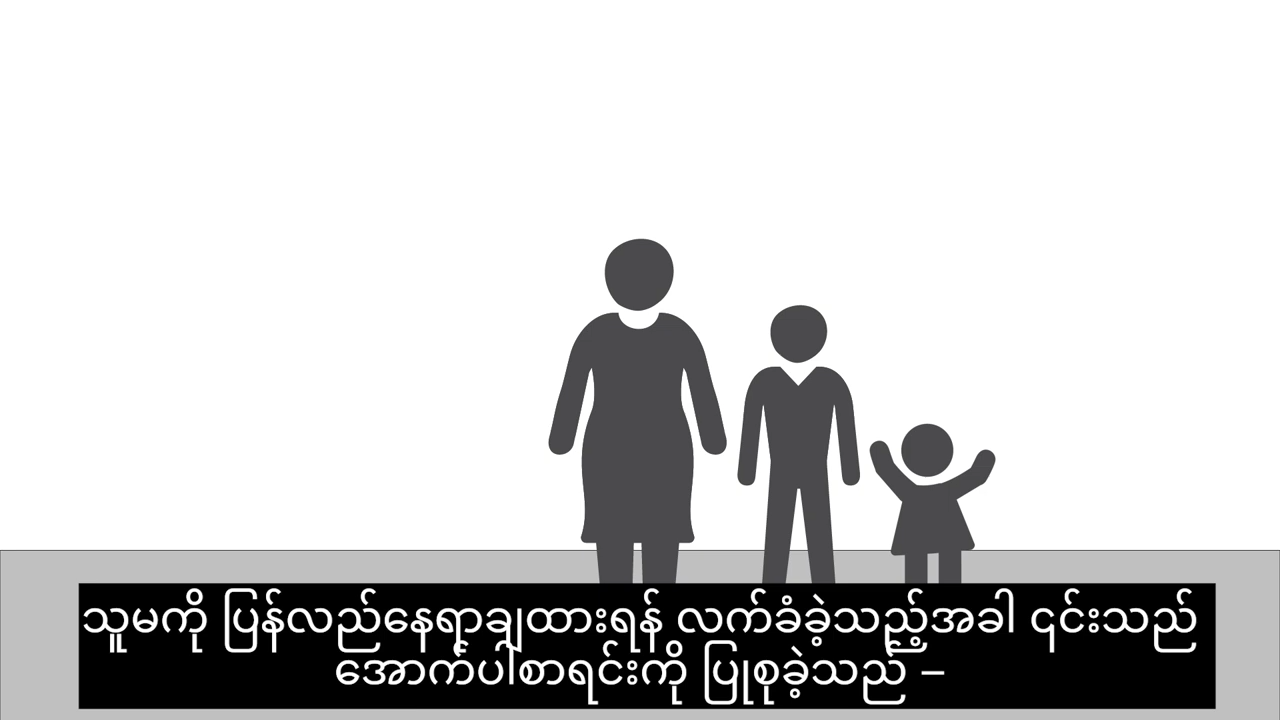 သူမကို ပြန်လည်နေရာချထားရန် လက်ခံခဲ့သည့်အခါ ၎င်းသည်
အောက်ပါစာရင်းကို ပြုစုခဲ့သည် –